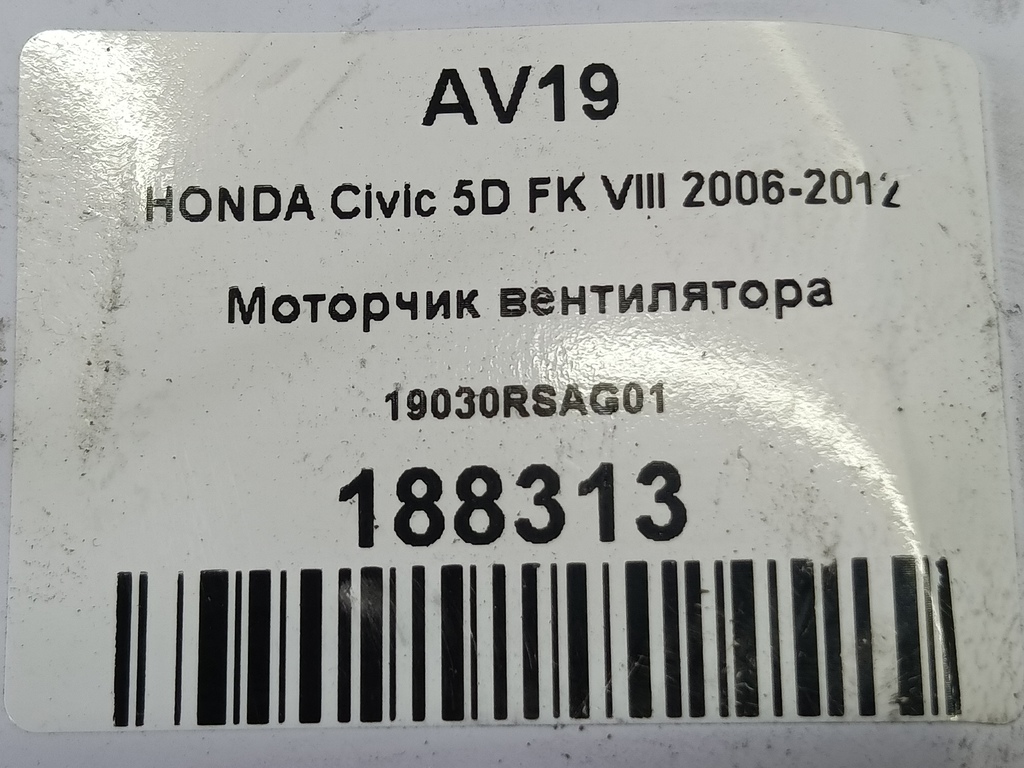 AV19
HONDA Civic 5D FK VIII 2006-2012
Моторчик вентилятора
19030RSAG01
188313